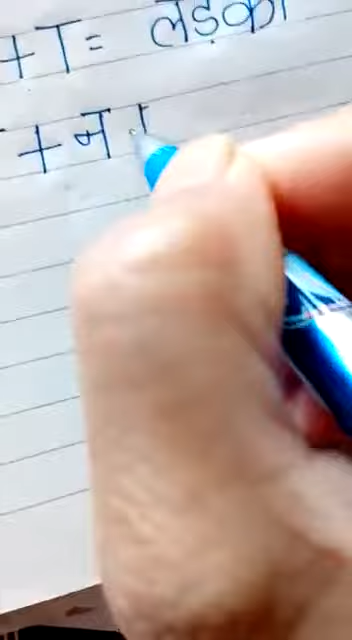 + T = लड़का
+ न